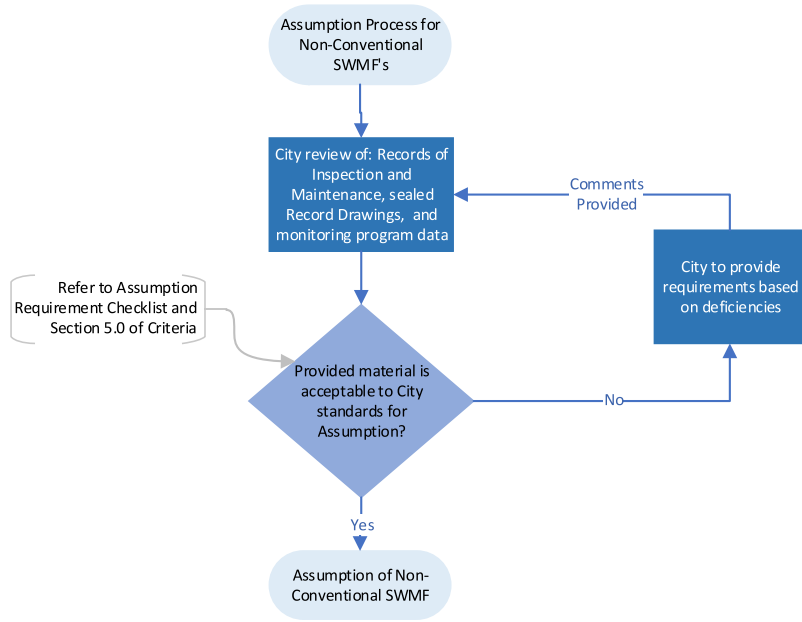 Assumption Process for
Non-Conventional
SWMF's
City review of: Records of
Inspection and
Maintenance, sealed
Record Drawings,  and
monitoring program data
Comments
Provided
City to provide
requirements based
on deficiencies
Refer to Assumption
Requirement Checklist and
Section 5.0 of Criteria
Provided material is
acceptable to City
standards for
Assumption?
No
Yes
Assumption of Non-
Conventional SWMF